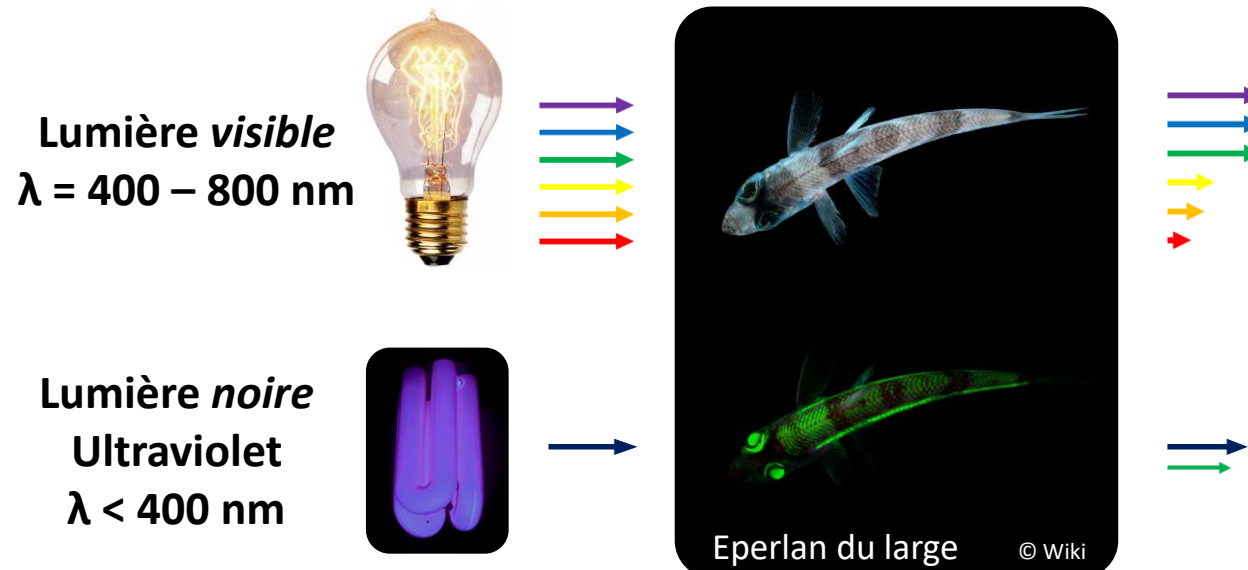 Lumière visible
λ = 400 – 800 nm
Lumière noire
Ultraviolet
λ < 400 nm
Eperlan du large
© Wiki